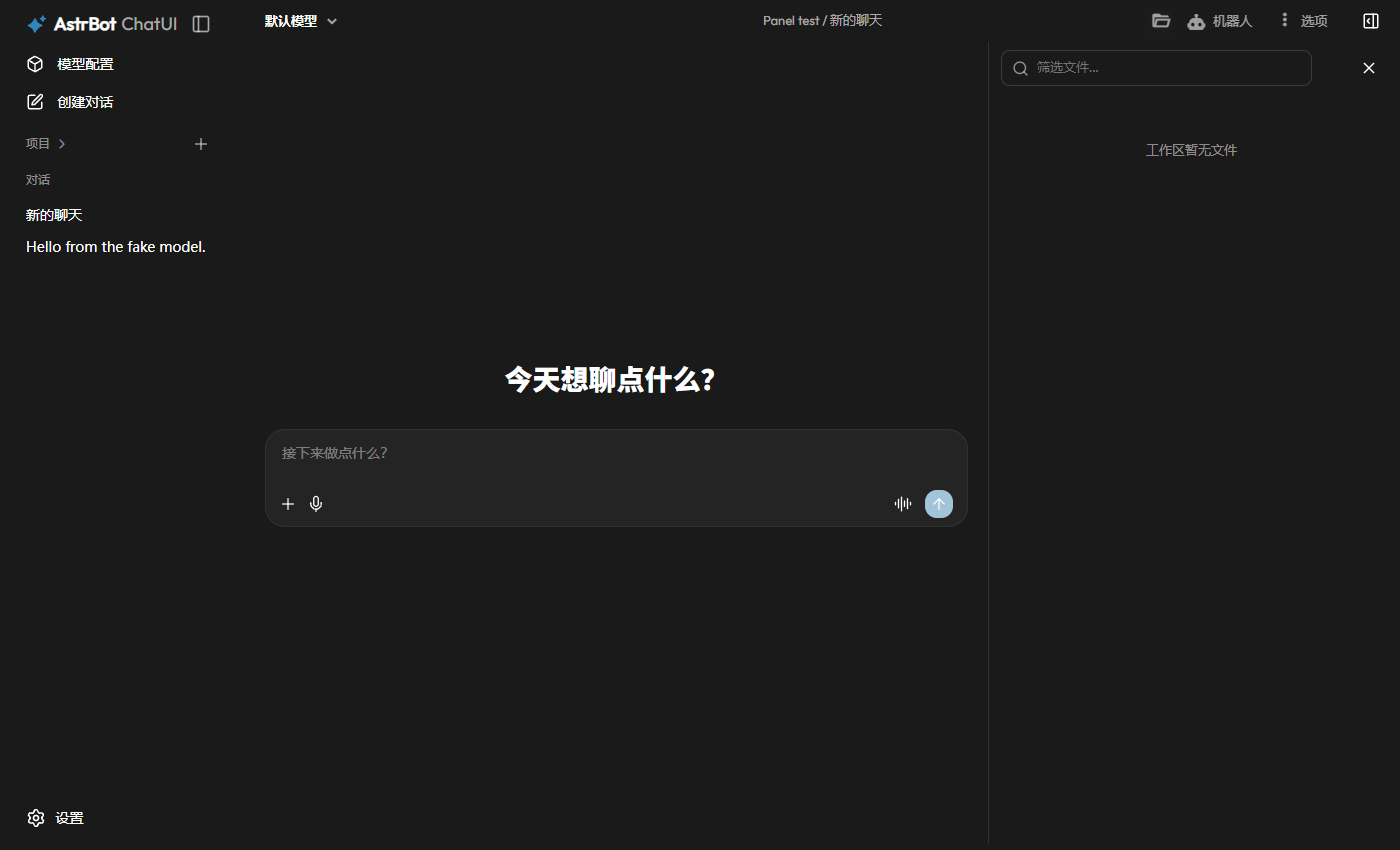 AstrBot ChatUI
默认模型
Panel test / 新的聊天
机器人
选项
模型配置
创建对话
项目
对话
新的聊天
Hello from the fake model.
今天想聊点什么?
接下来做点什么?
筛选文件...
工作区暂无文件
设置